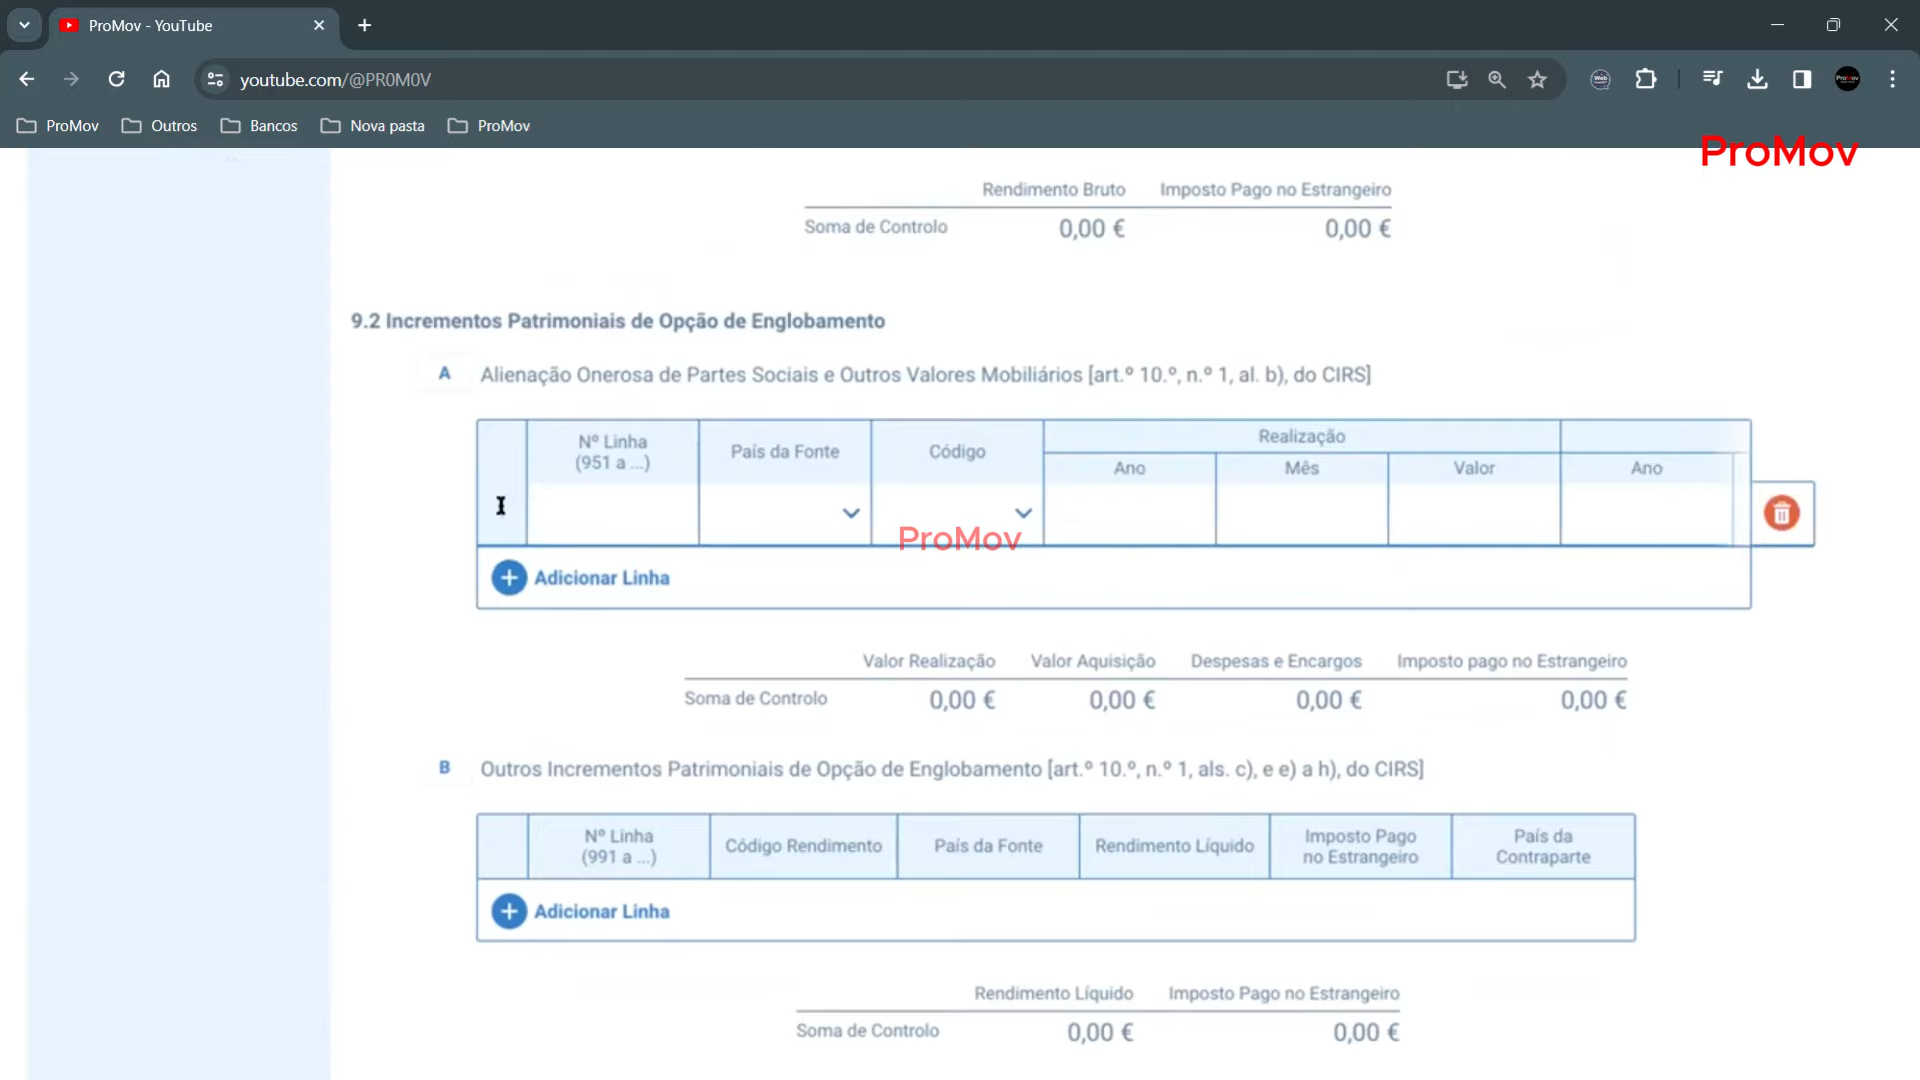 ProMov - YouTube
youtube.com/@PR0M0V
ProMov
Outros
Bancos
Nova pasta
ProMov
ProMov
Rendimento Bruto
Imposto Pago no Estrangeiro
Soma de Controlo
0,00 €
0,00 €
9.2 Incrementos Patrimoniais de Opção de Englobamento
A
Alienação Onerosa de Partes Sociais e Outros Valores Mobiliários [art.º 10.º, n.º 1, al. b), do CIRS]
Nº Linha
(951 a ...)
País da Fonte
Código
Realização
Ano
Mês
Valor
Ano
ProMov
Adicionar Linha
Valor Realização
Valor Aquisição
Despesas e Encargos
Imposto pago no Estrangeiro
Soma de Controlo
0,00 €
0,00 €
0,00 €
0,00 €
B
Outros Incrementos Patrimoniais de Opção de Englobamento [art.º 10.º, n.º 1, als. c), e e) a h), do CIRS]
Nº Linha
(991 a ...)
Código Rendimento
País da Fonte
Rendimento Líquido
Imposto Pago
no Estrangeiro
País da
Contraparte
Adicionar Linha
Rendimento Líquido
Imposto Pago no Estrangeiro
Soma de Controlo
0,00 €
0,00 €